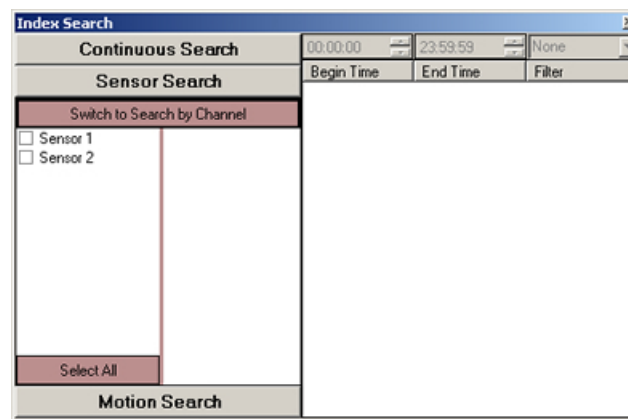 Index Search
Continuous Search
00:00:00 23:59:59 None
Sensor Search
Begin Time End Time Filter
Switch to Search by Channel
Sensor 1
Sensor 2
Select All
Motion Search